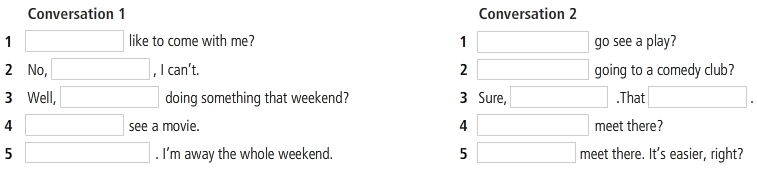 Conversation 1
1 like to come with me?
2 No, , I can't.
3 Well, doing something that weekend?
4 see a movie.
5 . I'm away the whole weekend.
Conversation 2
1 go see a play?
2 going to a comedy club?
3 Sure, .That .
4 meet there?
5 meet there. It's easier, right?